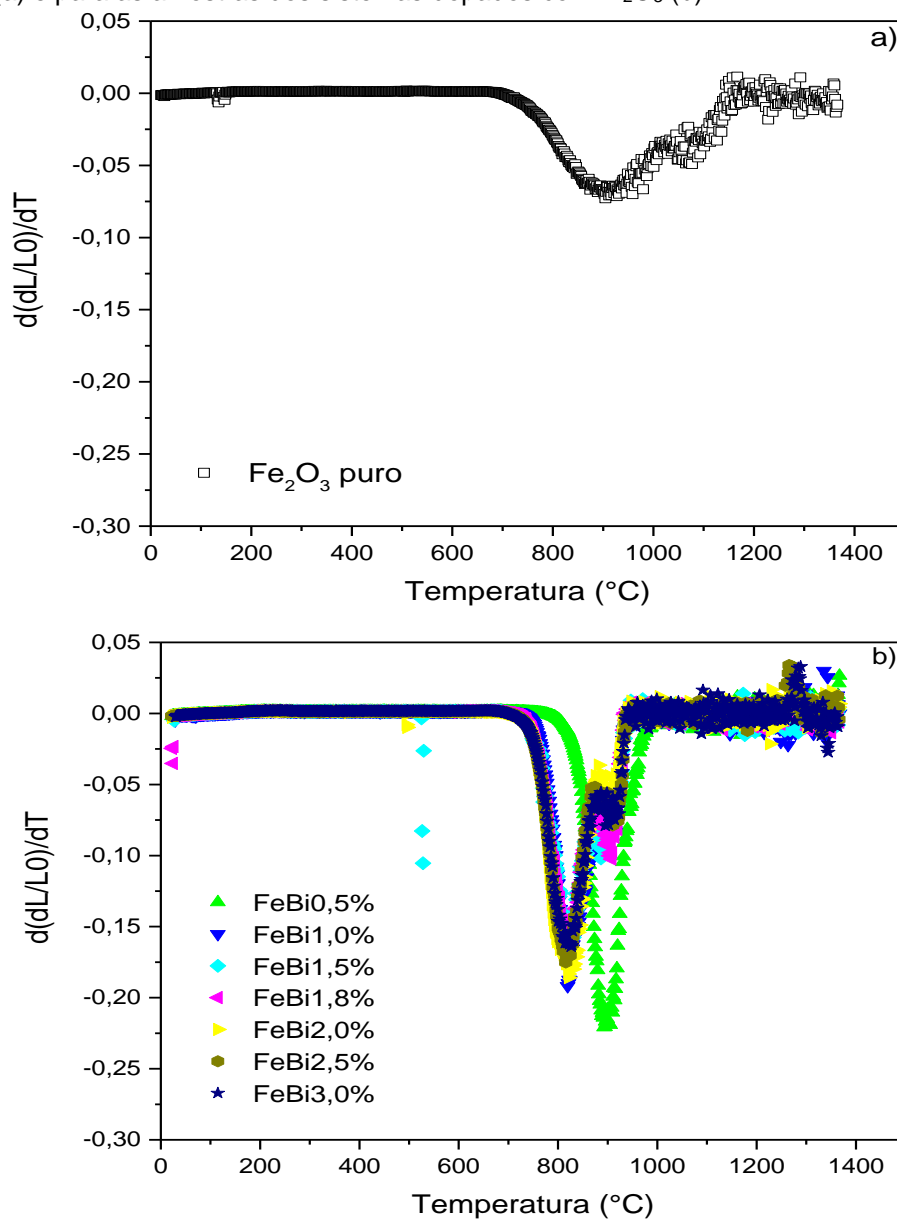 a)
0,05
0,00
-0,05
-0,10
-0,15
-0,20
-0,25
-0,30
d(dL/L0)/dT
Fe₂O₃ puro
0 200 400 600 800 1000 1200 1400
Temperatura (°C)
b)
0,05
0,00
-0,05
-0,10
-0,15
-0,20
-0,25
-0,30
d(dL/L0)/dT
FeBi0,5%
FeBi1,0%
FeBi1,5%
FeBi1,8%
FeBi2,0%
FeBi2,5%
FeBi3,0%
0 200 400 600 800 1000 1200 1400
Temperatura (°C)